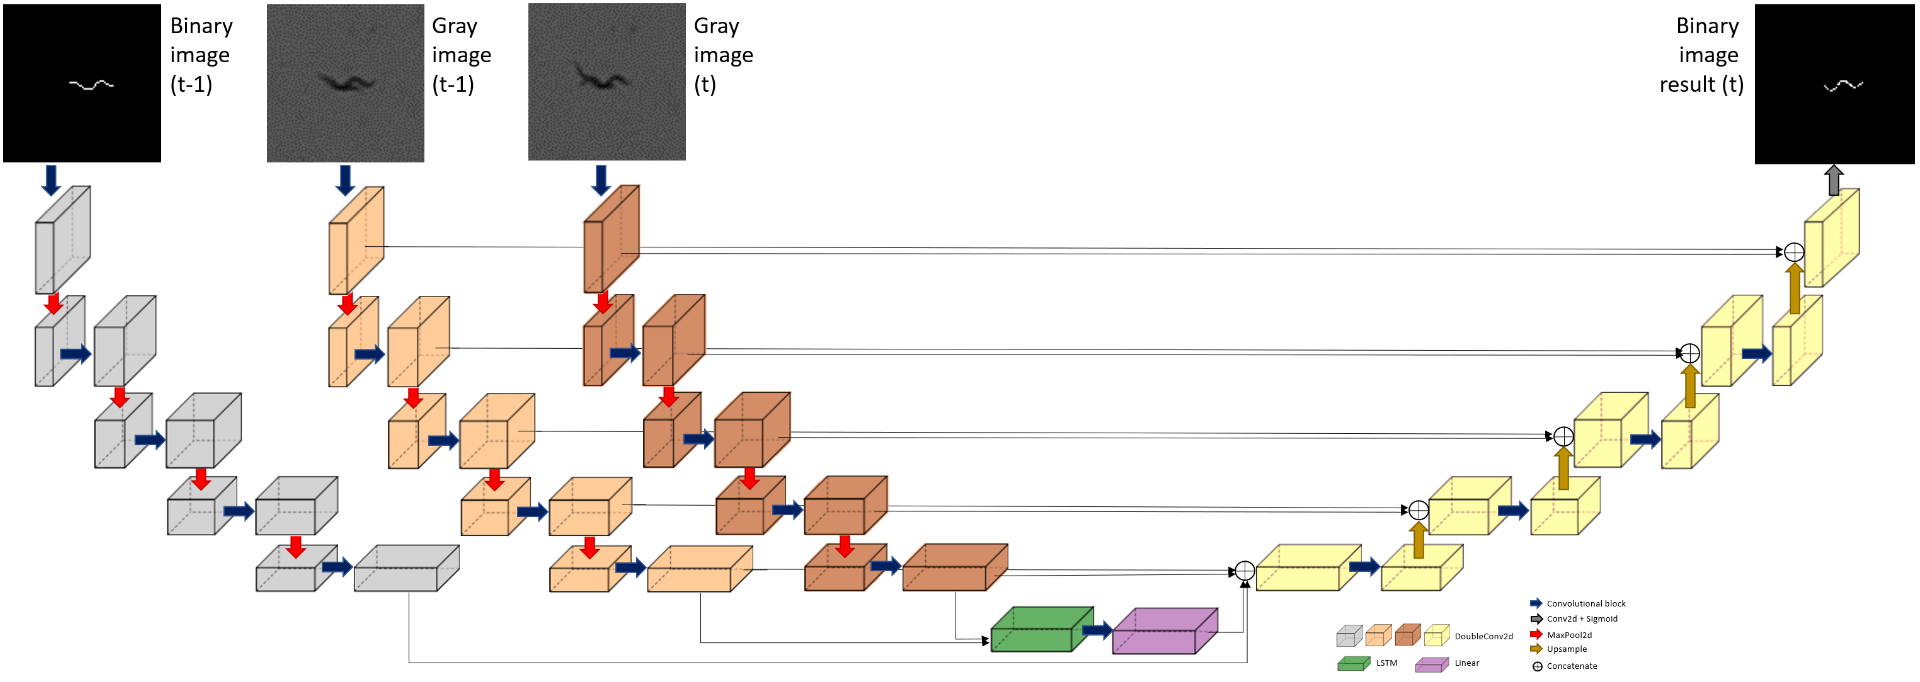 Binary
image
(t-1)
Gray
image
(t-1)
Gray
image
(t)
Binary
image
result (t)
Convolutional block
Conv2d + Sigmoid
MaxPool2d
Upsample
Concatenate
DoubleConv2d
LSTM
Linear